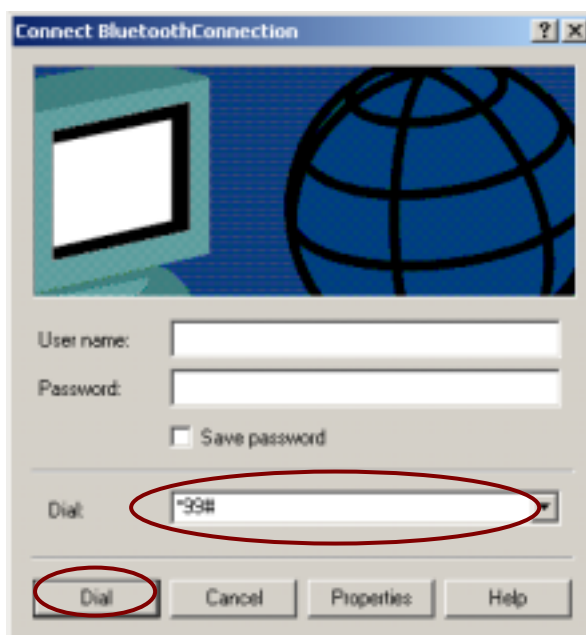 Connect BluetoothConnection
User name:
Password:
Save password
Dial:
*99#
Dial Cancel Properties Help